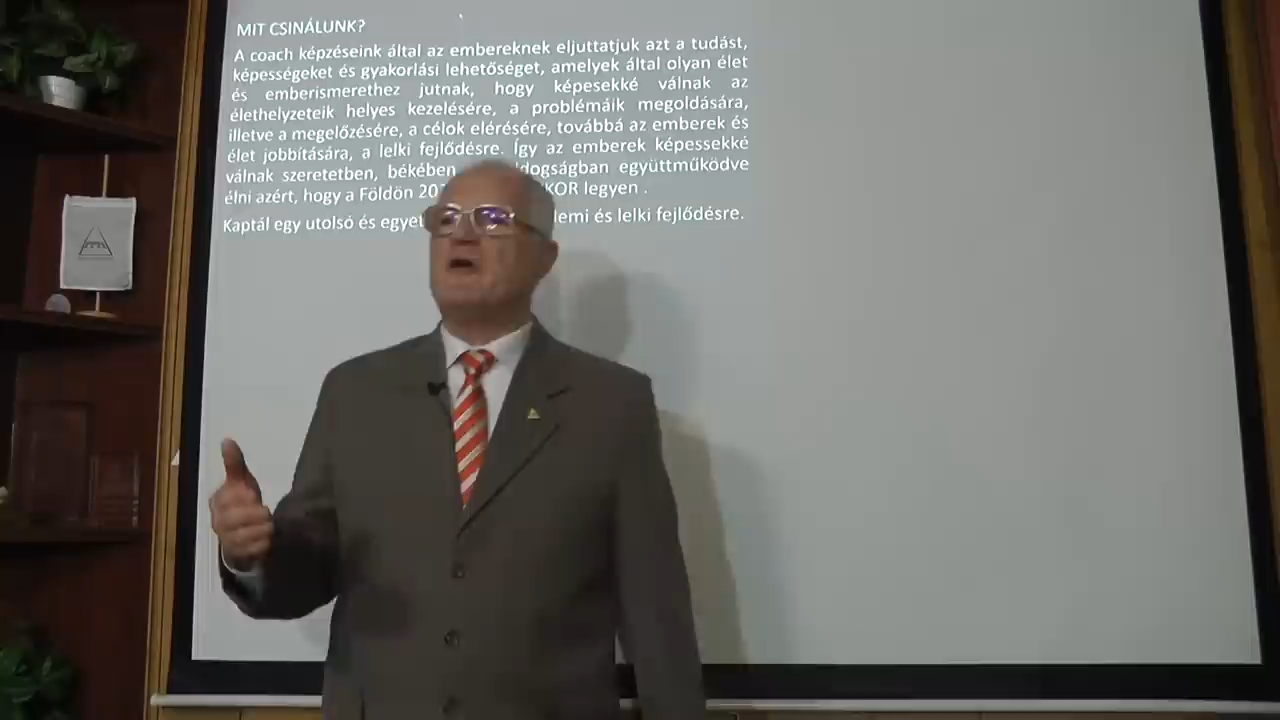 MIT CSINÁLUNK?
A coach képzéseink által az embereknek eljuttatjuk azt a tudást,
képességeket és gyakorlási lehetőséget, amelyek által olyan élet
és emberismerethez jutnak, hogy képesekké válnak az
élethelyzeteik helyes kezelésére, a problémáik megoldására,
illetve a megelőzésére, a célok elérésére, továbbá az emberek és
élet jobbítására, a lelki fejlődésre. Így az emberek képessekké
válnak szeretetben, békében együttműködve
élni azért, hogy a Földön legyen .
Kaptál egy utolsó és és lelki fejlődésre.